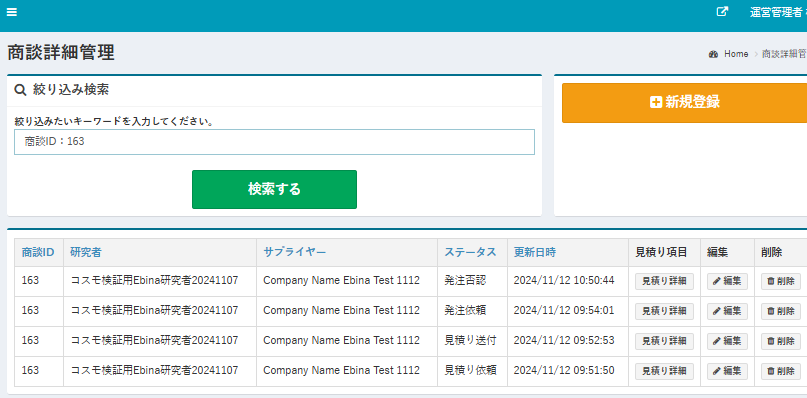 運営管理者
商談詳細管理
Home > 商談詳細管
絞り込み検索
絞り込みたいキーワードを入力してください。
商談ID：163
検索する
新規登録
商談ID 研究者 サプライヤー ステータス 更新日時 見積り項目 編集 削除
163 コスモ検証用Ebina研究者20241107 Company Name Ebina Test 1112 発注否認 2024/11/12 10:50:44 見積り詳細 編集 削除
163 コスモ検証用Ebina研究者20241107 Company Name Ebina Test 1112 発注依頼 2024/11/12 09:54:01 見積り詳細 編集 削除
163 コスモ検証用Ebina研究者20241107 Company Name Ebina Test 1112 見積り送付 2024/11/12 09:52:53 見積り詳細 編集 削除
163 コスモ検証用Ebina研究者20241107 Company Name Ebina Test 1112 見積り依頼 2024/11/12 09:51:50 見積り詳細 編集 削除